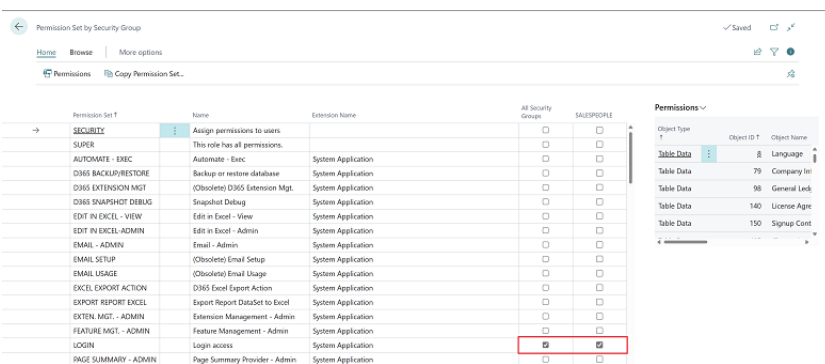 Permission Set by Security Group
Saved
Home Browse More options
Permissions Copy Permission Set...
Permission Set ↑ Name Extension Name All Security Groups SALESPEOPLE
SECURITY Assign permissions to users
SUPER This role has all permissions.
AUTOMATE - EXEC Automate - Exec System Application
D365 BACKUP/RESTORE Backup or restore database System Application
D365 EXTENSION MGT (Obsolete) D365 Extension Mgt. System Application
D365 SNAPSHOT DEBUG Snapshot Debug System Application
EDIT IN EXCEL - VIEW Edit in Excel - View System Application
EDIT IN EXCEL-ADMIN Edit in Excel - Admin System Application
EMAIL - ADMIN Email - Admin System Application
EMAIL SETUP (Obsolete) Email Setup System Application
EMAIL USAGE (Obsolete) Email Usage System Application
EXCEL EXPORT ACTION D365 Excel Export Action System Application
EXPORT REPORT EXCEL Export Report DataSet to Excel System Application
EXTEN. MGT. - ADMIN Extension Management - Admin System Application
FEATURE MGT. - ADMIN Feature Management - Admin System Application
LOGIN Login access System Application
PAGE SUMMARY - ADMIN Page Summary Provider - Admin System Application
Permissions
Object Type ↑ Object ID ↑ Object Name
Table Data 8 Language
Table Data 79 Company In
Table Data 98 General Led
Table Data 140 License Agre
Table Data 150 Signup Cont